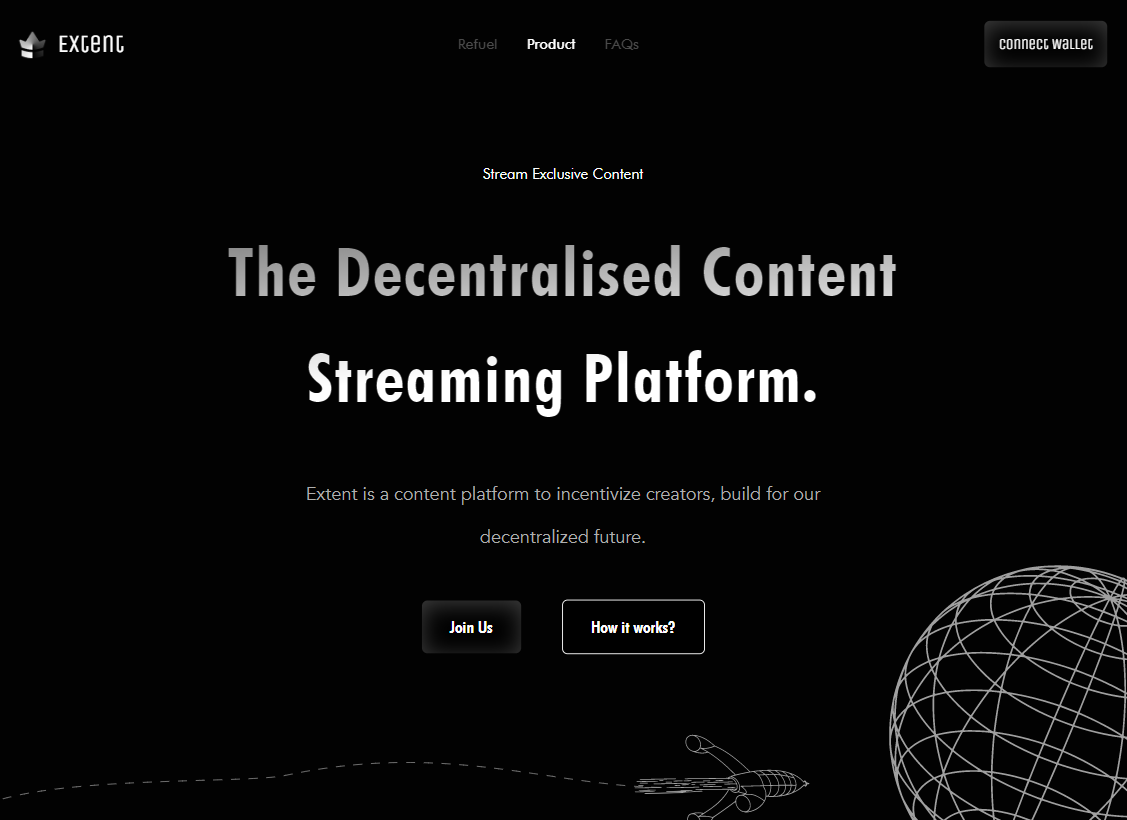 Extent
Refuel
Product
FAQs
Connect Wallet
Stream Exclusive Content
The Decentralised Content
Streaming Platform.
Extent is a content platform to incentivize creators, build for our
decentralized future.
Join Us
How it works?